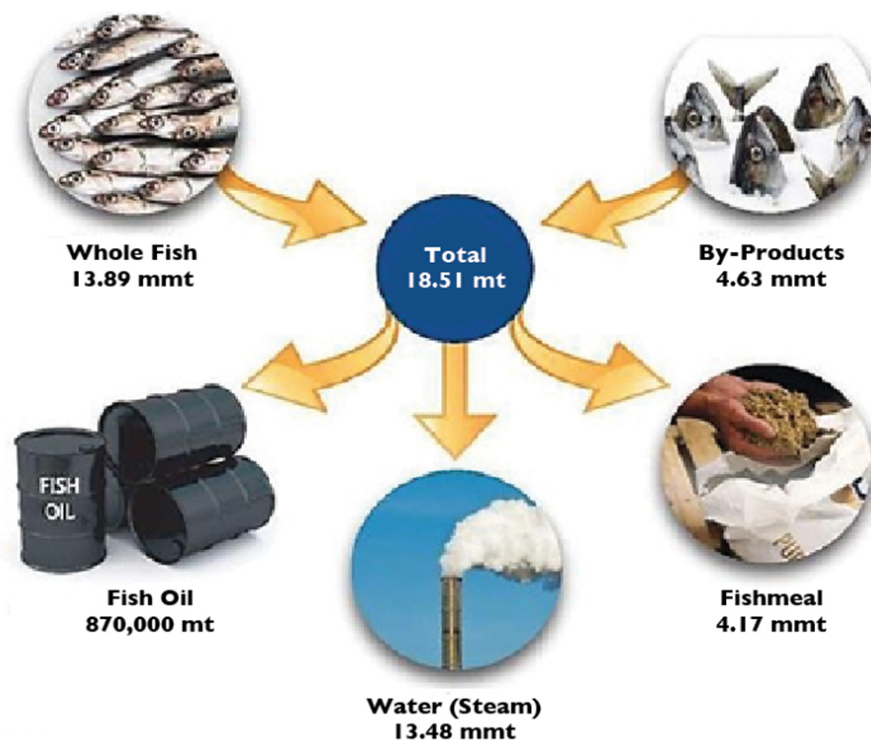 Whole Fish
13.89 mmt
By-Products
4.63 mmt
Total
18.51 mt
FISH
OIL
Fish Oil
870,000 mt
Water (Steam)
13.48 mmt
Fishmeal
4.17 mmt